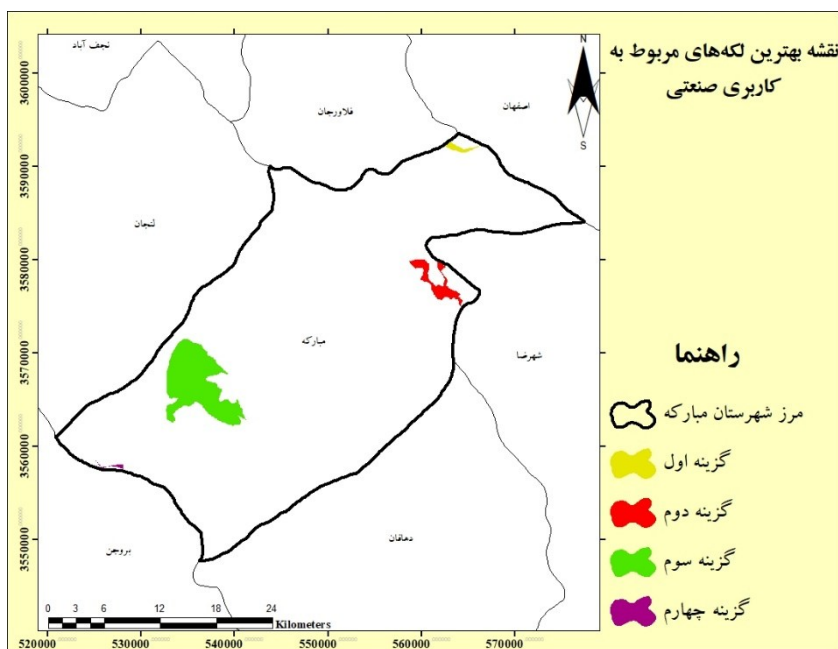 نقشه بهترین لکه‌های مربوط به
کاربری صنعتی
N
S
نجف آباد
فلاورجان
اصفهان
لنجان
مبارکه
شهرضا
دهاقان
بروجن
راهنما
مرز شهرستان مبارکه
گزینه اول
گزینه دوم
گزینه سوم
گزینه چهارم
3600000
3590000
3580000
3570000
3560000
3550000
0 3 6 12 18 24
Kilometers
520000 530000 540000 550000 560000 570000